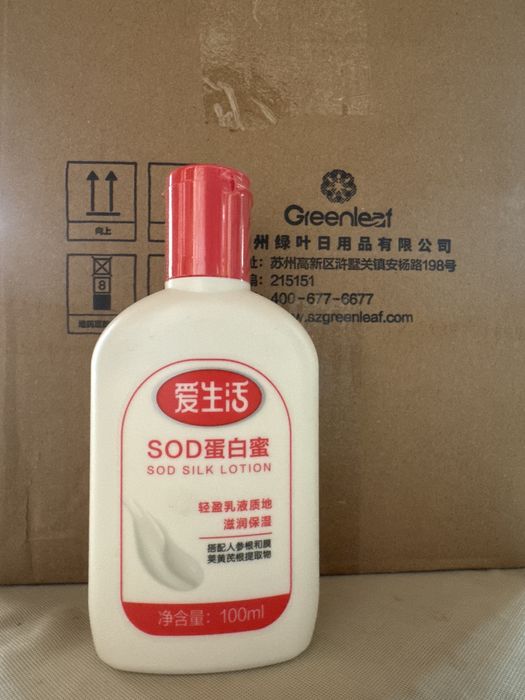 Greenleaf
州绿叶日用品有限公司
址：苏州高新区浒墅关镇安杨路198号
编：215151
400-677-6677
w.szgreenleaf.com
向上
8
爱生活
SOD蛋白蜜
SOD SILK LOTION
轻盈乳液质地
滋润保湿
搭配人参根和膜
荚黄芪根提取物
净含量：100ml